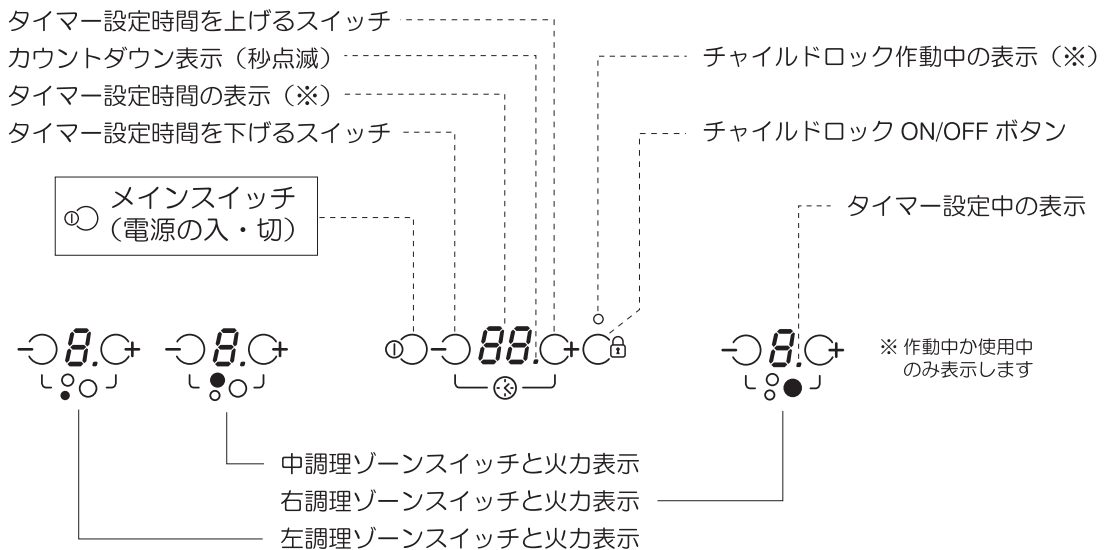 タイマー設定時間を上げるスイッチ
カウントダウン表示（秒点滅）
タイマー設定時間の表示（※）
タイマー設定時間を下げるスイッチ
チャイルドロック作動中の表示（※）
チャイルドロック ON/OFF ボタン
メインスイッチ
（電源の入・切）
タイマー設定中の表示
8.
8.
88.
8.
※ 作動中か使用中
のみ表示します
中調理ゾーンスイッチと火力表示
右調理ゾーンスイッチと火力表示
左調理ゾーンスイッチと火力表示